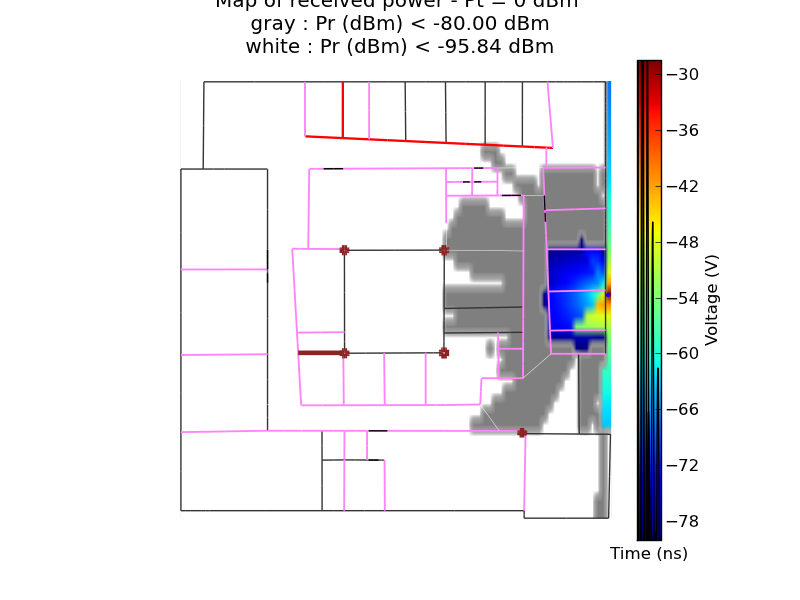 Map of received power - Pt = 0 dBm
gray : Pr (dBm) < -80.00 dBm
white : Pr (dBm) < -95.84 dBm
−30
−36
−42
−48
−54
−60
−66
−72
−78
Voltage (V)
Time (ns)